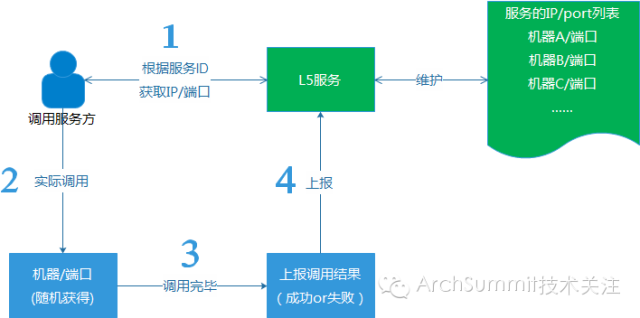 服务的IP/port列表
机器A/端口
机器B/端口
机器C/端口
......
1
根据服务ID
获取IP/端口
L5服务
维护
调用服务方
2
实际调用
4
上报
机器/端口
(随机获得)
3
调用完毕
上报调用结果
（成功or失败）
ArchSummit技术关注